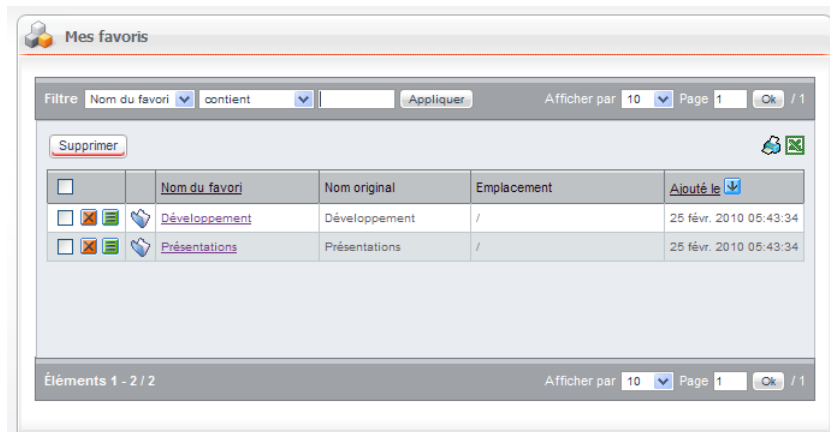 Mes favoris
Filtre Nom du favori contient Appliquer Afficher par 10 Page 1 Ok / 1
Supprimer
Nom du favori Nom original Emplacement Ajouté le
Développement Développement / 25 févr. 2010 05:43:34
Présentations Présentations / 25 févr. 2010 05:43:34
Éléments 1 - 2 / 2 Afficher par 10 Page 1 Ok / 1